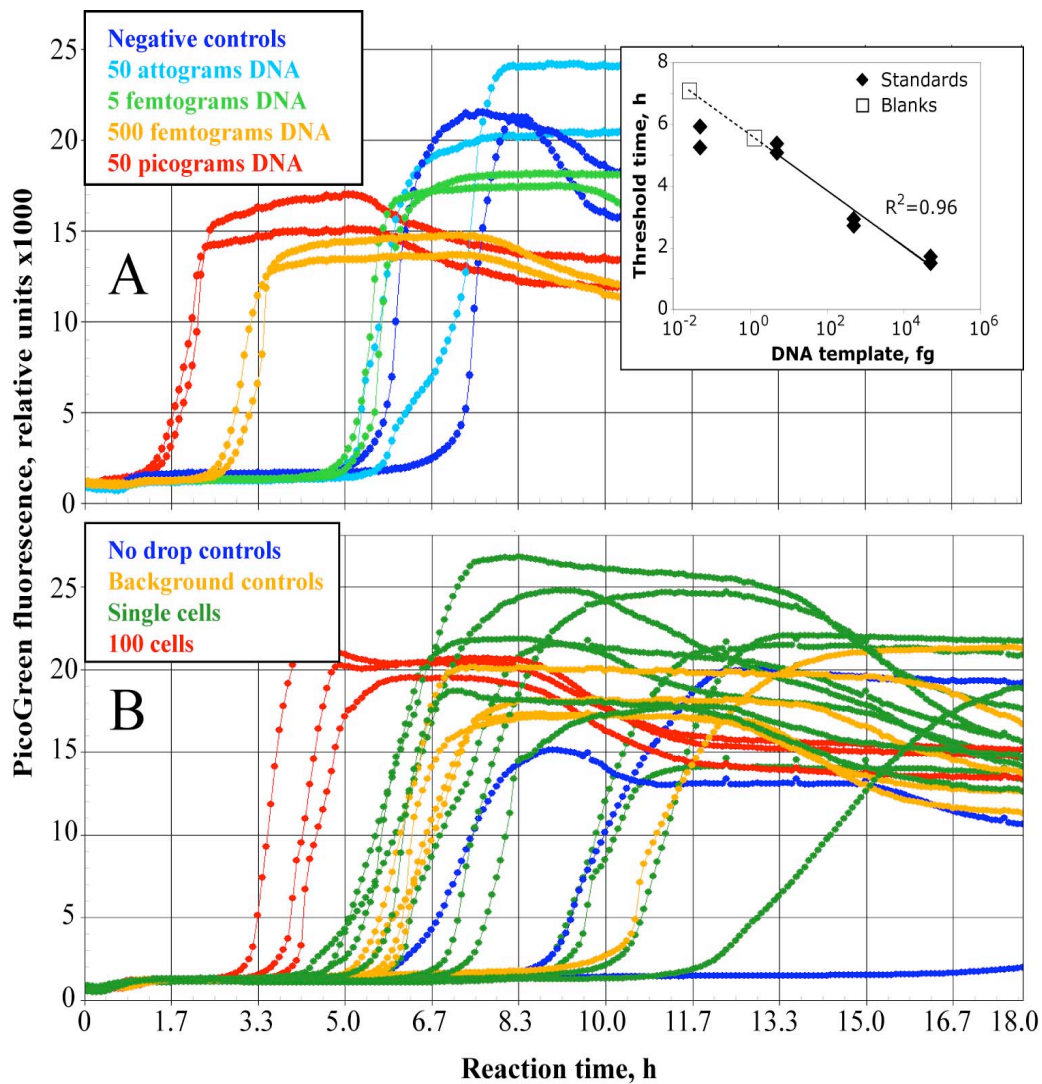 Negative controls
50 attograms DNA
5 femtograms DNA
500 femtograms DNA
50 picograms DNA
A
25
20
15
10
5
0
8
6
4
2
0
Threshold time, h
Standards
Blanks
R²=0.96
10⁻² 10⁰ 10² 10⁴ 10⁶
DNA template, fg
PicoGreen fluorescence, relative units x1000
No drop controls
Background controls
Single cells
100 cells
B
25
20
15
10
5
0
0 1.7 3.3 5.0 6.7 8.3 10.0 11.7 13.3 15.0 16.7 18.0
Reaction time, h